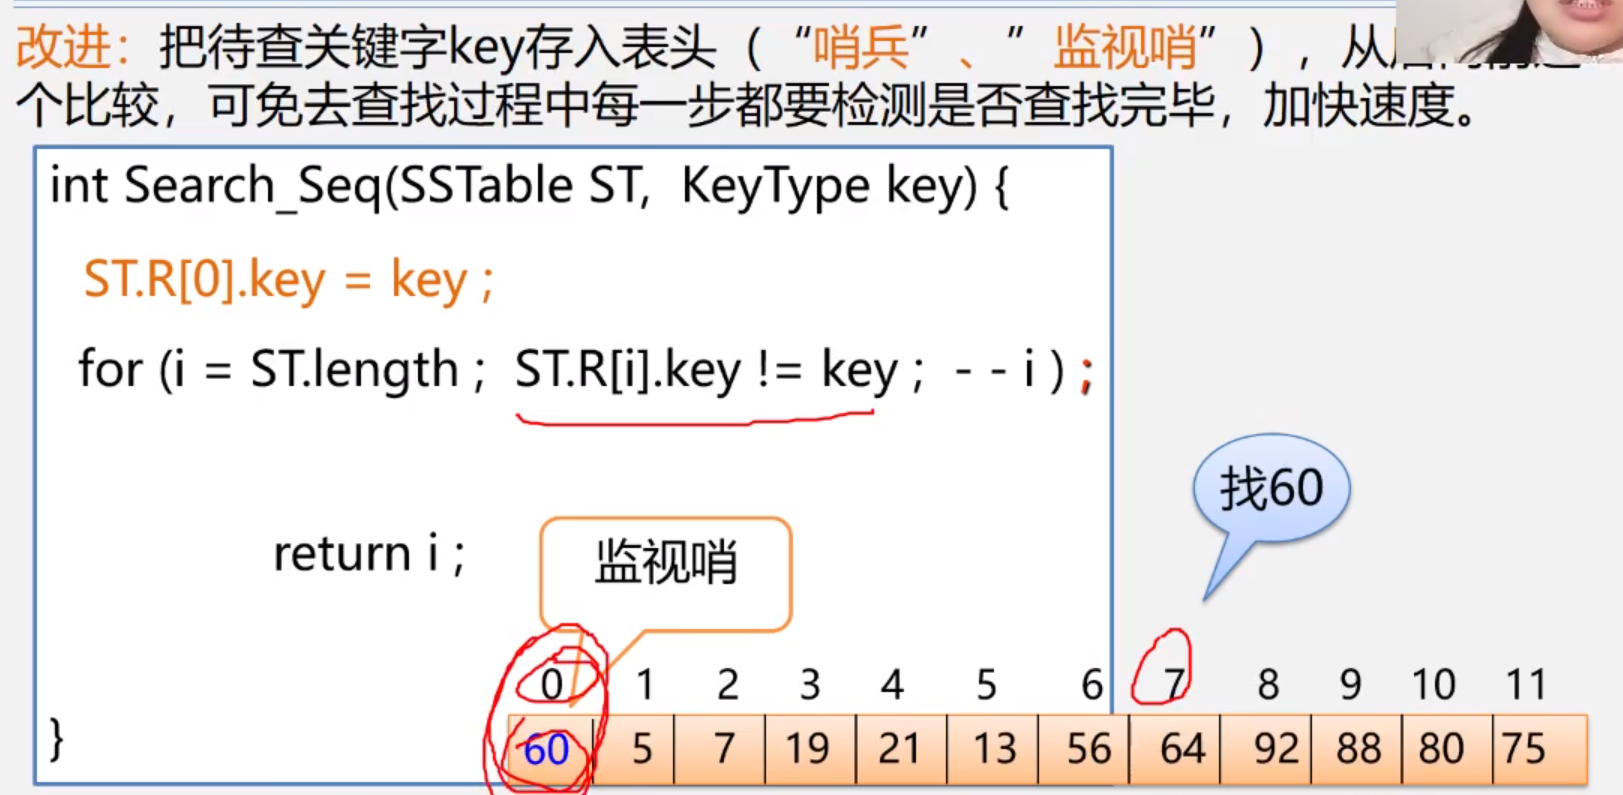 改进：把待查关键字key存入表头（“哨�”、”监视哨”），从
个比较，可免去查找过程中每一步都要检测是否查找完毕，加快速度。
int Search_Seq(SSTable ST, KeyType key) {
ST.R[0].key = key ;
for (i = ST.length ; ST.R[i].key != key ; - - i ) ;
找60
return i ;
监视哨
0 1 2 3 4 5 6 7 8 9 10 11
60 5 7 19 21 13 56 64 92 88 80 75
}